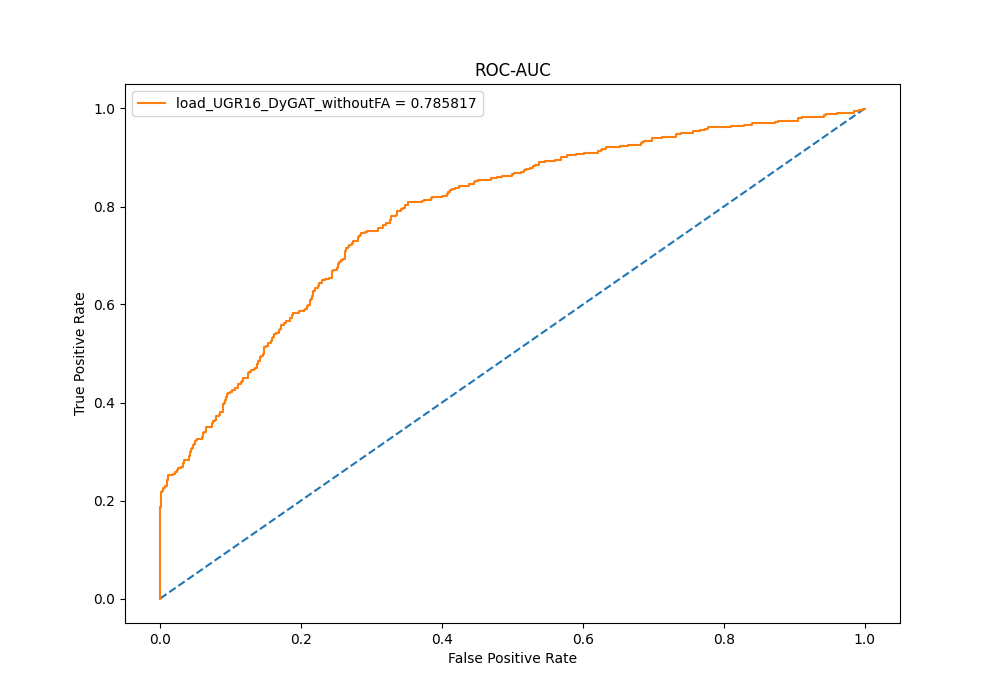 ROC-AUC
load_UGR16_DyGAT_withoutFA = 0.785817
1.0
0.8
0.6
0.4
0.2
0.0
True Positive Rate
0.0 0.2 0.4 0.6 0.8 1.0
False Positive Rate